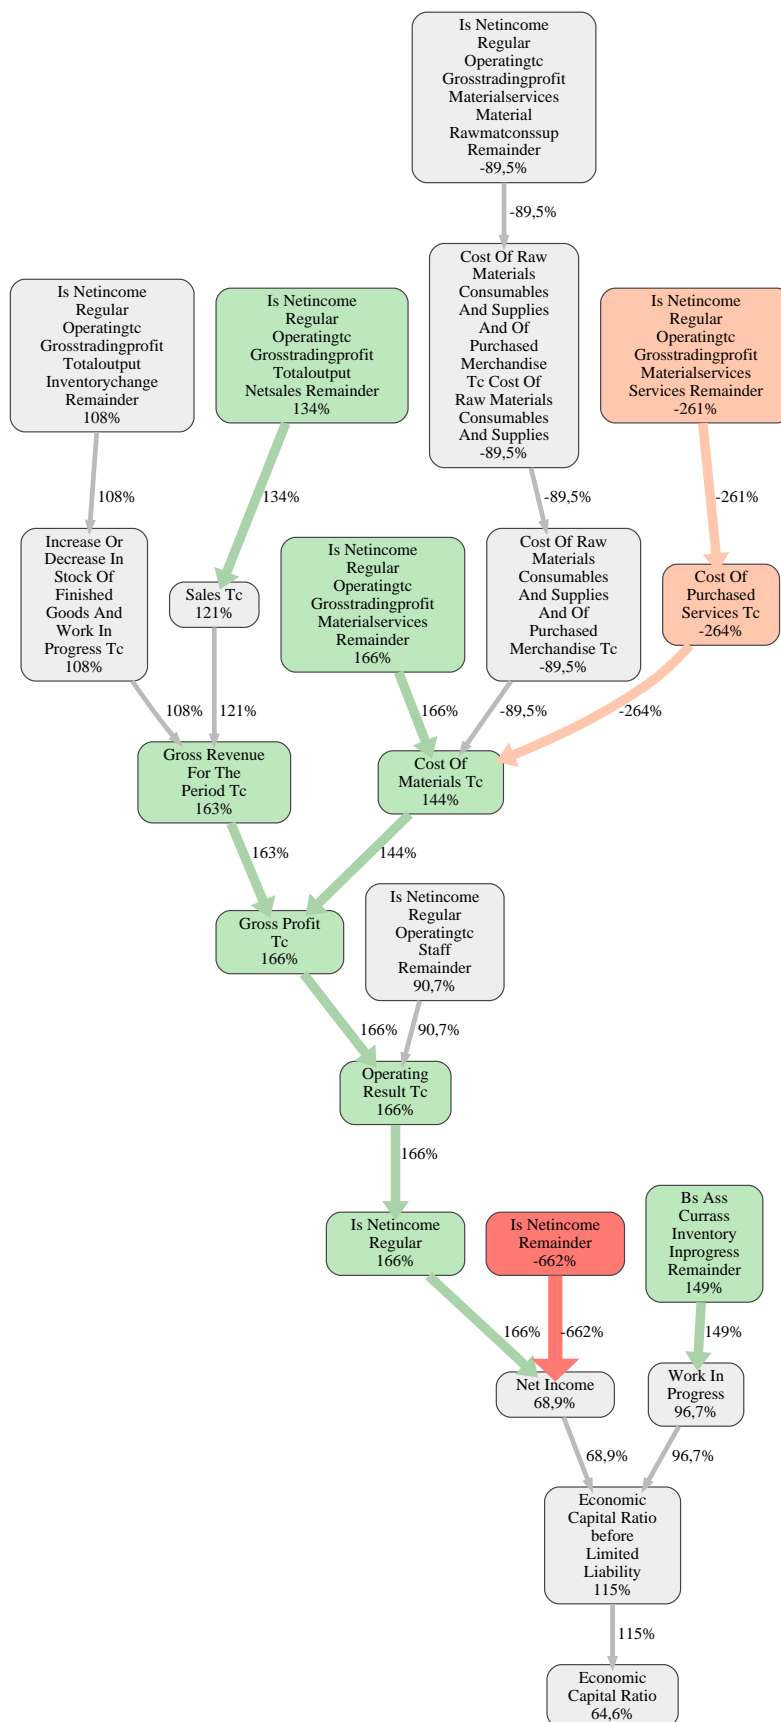 Is Netincome
Regular
Operatingtc
Grosstradingprofit
Materialservices
Material
Rawmatconssup
Remainder
-89,5%
-89,5%
Is Netincome
Regular
Operatingtc
Grosstradingprofit
Totaloutput
Inventorychange
Remainder
108%
Is Netincome
Regular
Operatingtc
Grosstradingprofit
Totaloutput
Netsales Remainder
134%
Cost Of Raw
Materials
Consumables
And Supplies
And Of
Purchased
Merchandise
Tc Cost Of
Raw Materials
Consumables
And Supplies
-89,5%
Is Netincome
Regular
Operatingtc
Grosstradingprofit
Materialservices
Services Remainder
-261%
108%
134%
-89,5%
-261%
Increase Or
Decrease In
Stock Of
Finished
Goods And
Work In
Progress Tc
108%
Sales Tc
121%
Is Netincome
Regular
Operatingtc
Grosstradingprofit
Materialservices
Remainder
166%
Cost Of Raw
Materials
Consumables
And Supplies
And Of
Purchased
Merchandise Tc
-89,5%
Cost Of
Purchased
Services Tc
-264%
108%
121%
166%
-89,5%
-264%
Gross Revenue
For The
Period Tc
163%
Cost Of
Materials Tc
144%
163%
144%
Gross Profit
Tc
166%
Is Netincome
Regular
Operatingtc
Staff
Remainder
90,7%
166%
90,7%
Operating
Result Tc
166%
166%
Is Netincome
Regular
166%
Is Netincome
Remainder
-662%
Bs Ass
Currass
Inventory
Inprogress
Remainder
149%
166%
-662%
149%
Net Income
68,9%
Work In
Progress
96,7%
68,9%
96,7%
Economic
Capital Ratio
before
Limited
Liability
115%
115%
Economic
Capital Ratio
64,6%